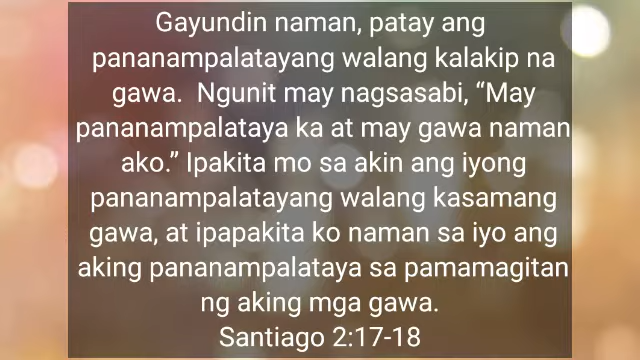 Gayundin naman, patay ang
pananampalatayang walang kalakip na
gawa.  Ngunit may nagsasabi, “May
pananampalataya ka at may gawa naman
ako.” Ipakita mo sa akin ang iyong
pananampalatayang walang kasamang
gawa, at ipapakita ko naman sa iyo ang
aking pananampalataya sa pamamagitan
ng aking mga gawa.
Santiago 2:17-18